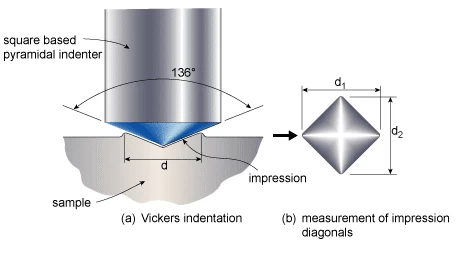 square based
pyramidal indenter
136°
d
impression
sample
(a) Vickers indentation
d₁
d₂
(b) measurement of impression
diagonals